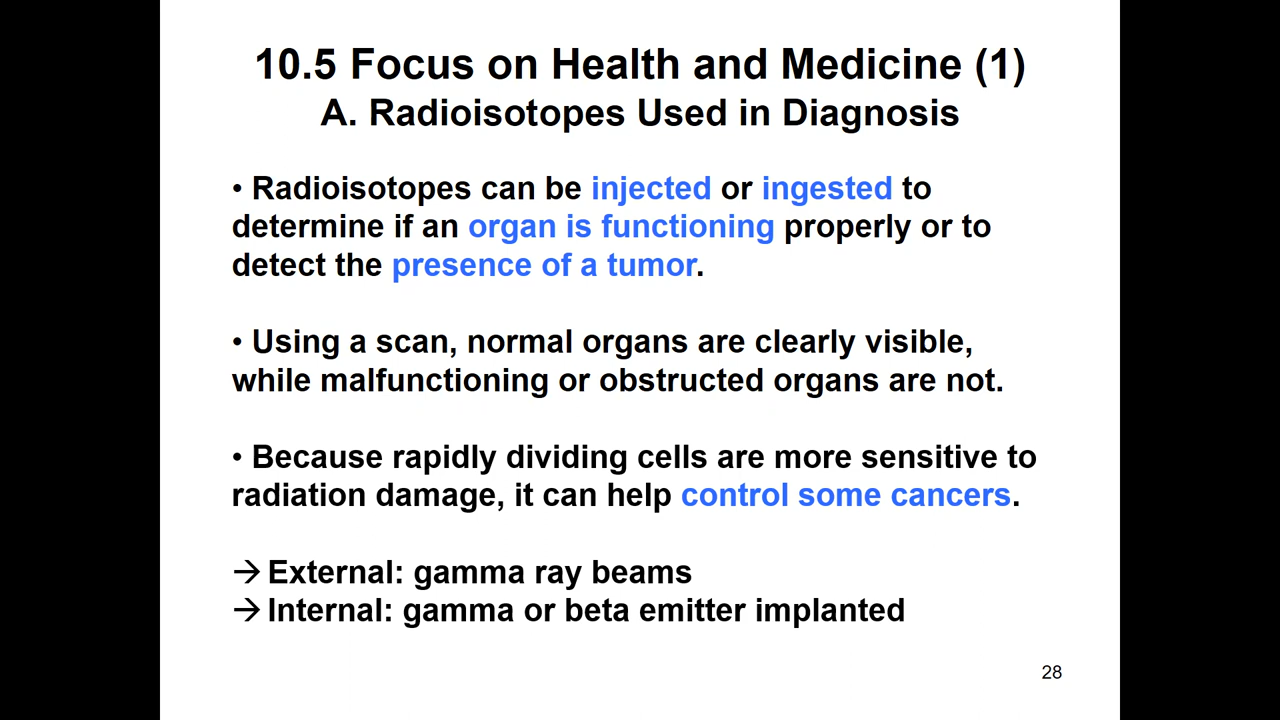 10.5 Focus on Health and Medicine (1)
A. Radioisotopes Used in Diagnosis
• Radioisotopes can be injected or ingested to
determine if an organ is functioning properly or to
detect the presence of a tumor.
• Using a scan, normal organs are clearly visible,
while malfunctioning or obstructed organs are not.
• Because rapidly dividing cells are more sensitive to
radiation damage, it can help control some cancers.
→ External: gamma ray beams
→ Internal: gamma or beta emitter implanted
28